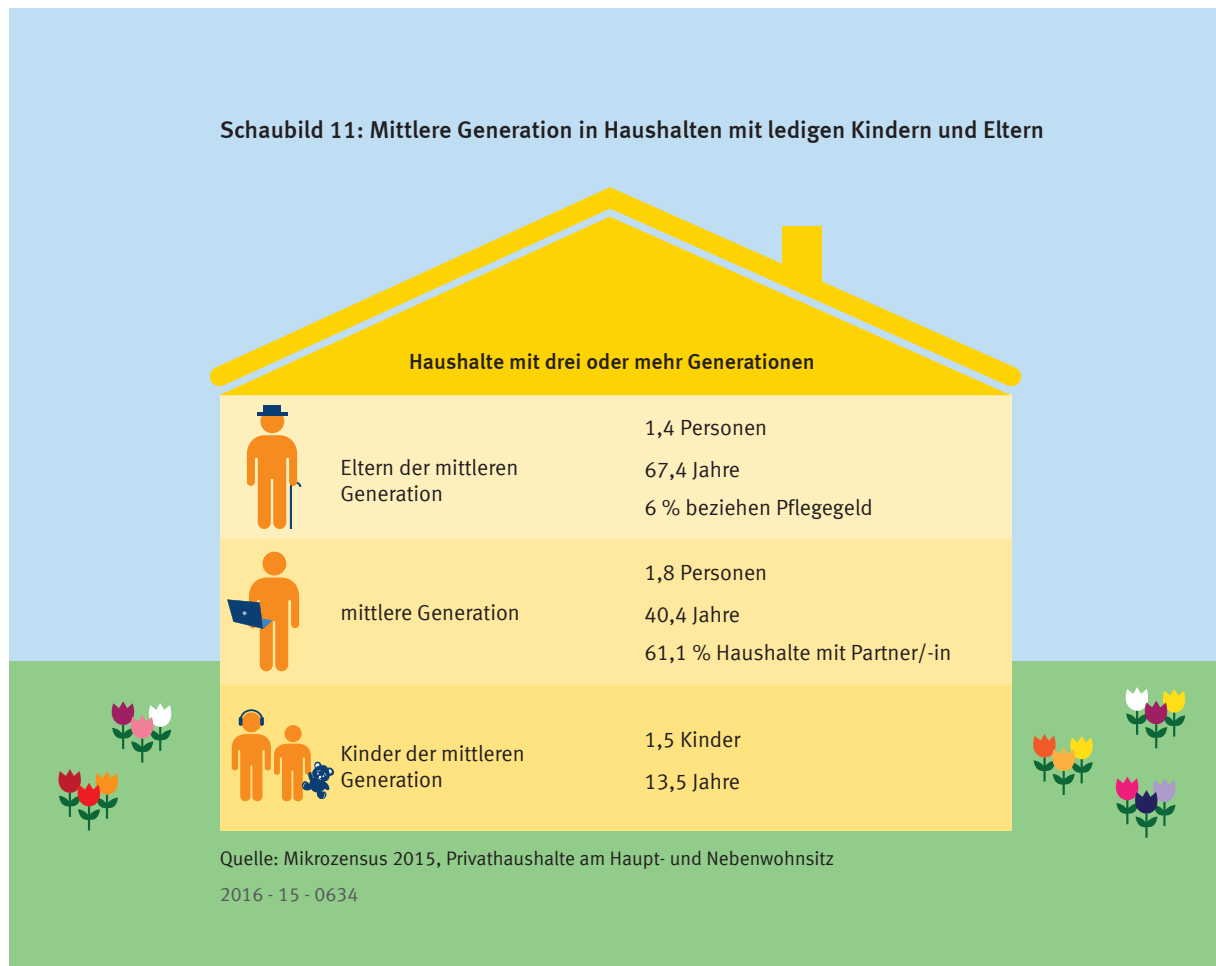 Schaubild 11: Mittlere Generation in Haushalten mit ledigen Kindern und Eltern
Haushalte mit drei oder mehr Generationen
Eltern der mittleren
Generation
1,4 Personen
67,4 Jahre
6 % beziehen Pflegegeld
mittlere Generation
1,8 Personen
40,4 Jahre
61,1 % Haushalte mit Partner/-in
Kinder der mittleren
Generation
1,5 Kinder
13,5 Jahre
Quelle: Mikrozensus 2015, Privathaushalte am Haupt- und Nebenwohnsitz
2016 - 15 - 0634